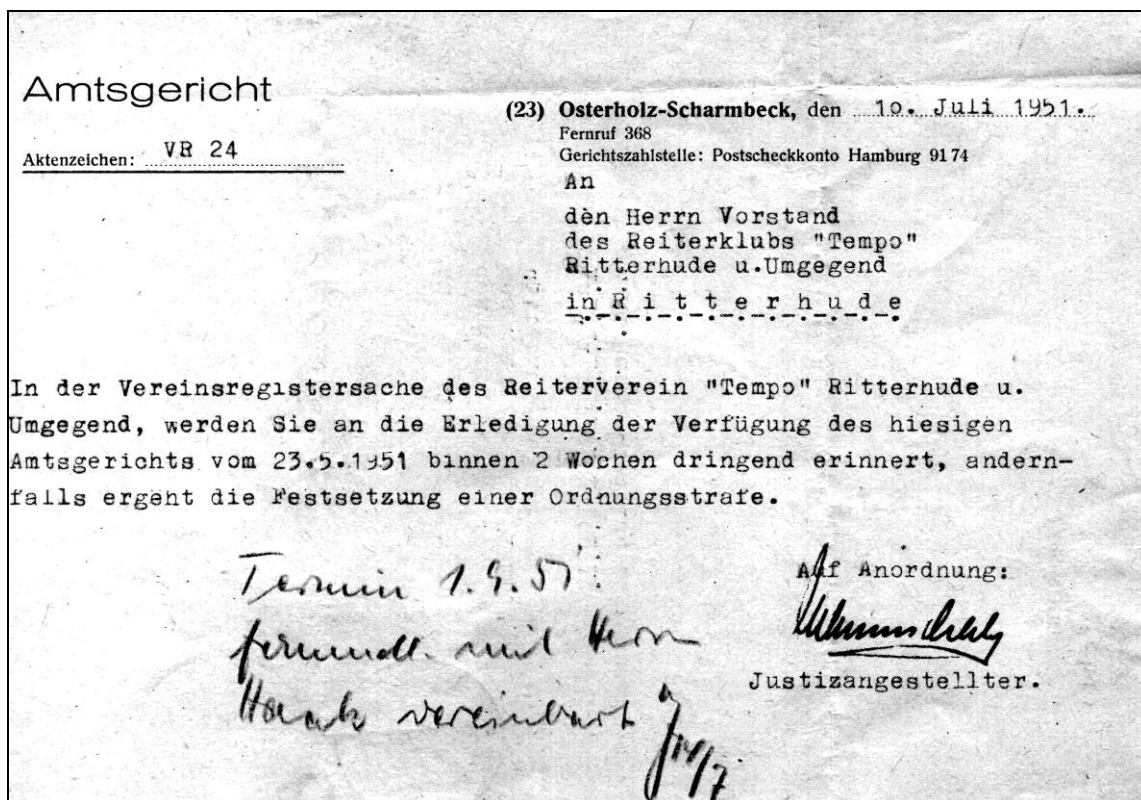 Amtsgericht
Aktenzeichen: VR 24
(23) Osterholz-Scharmbeck, den 10. Juli 1951.
Fernruf 368
Gerichtszahlstelle: Postscheckkonto Hamburg 9174
An
den Herrn Vorstand
des Reiterklubs "Tempo"
Ritterhude u.Umgegend
in R i t t e r h u d e
In der Vereinsregistersache des Reiterverein "Tempo" Ritterhude u.
Umgegend, werden Sie an die Erledigung der Verfügung des hiesigen
Amtsgerichts vom 23.5.1951 binnen 2 Wochen dringend erinnert, andern-
falls ergeht die Festsetzung einer Ordnungsstrafe.
Termin 1.9.51.
fernmdl. mit Herrn
Haak vereinbart
Auf Anordnung:
Justizangestellter.